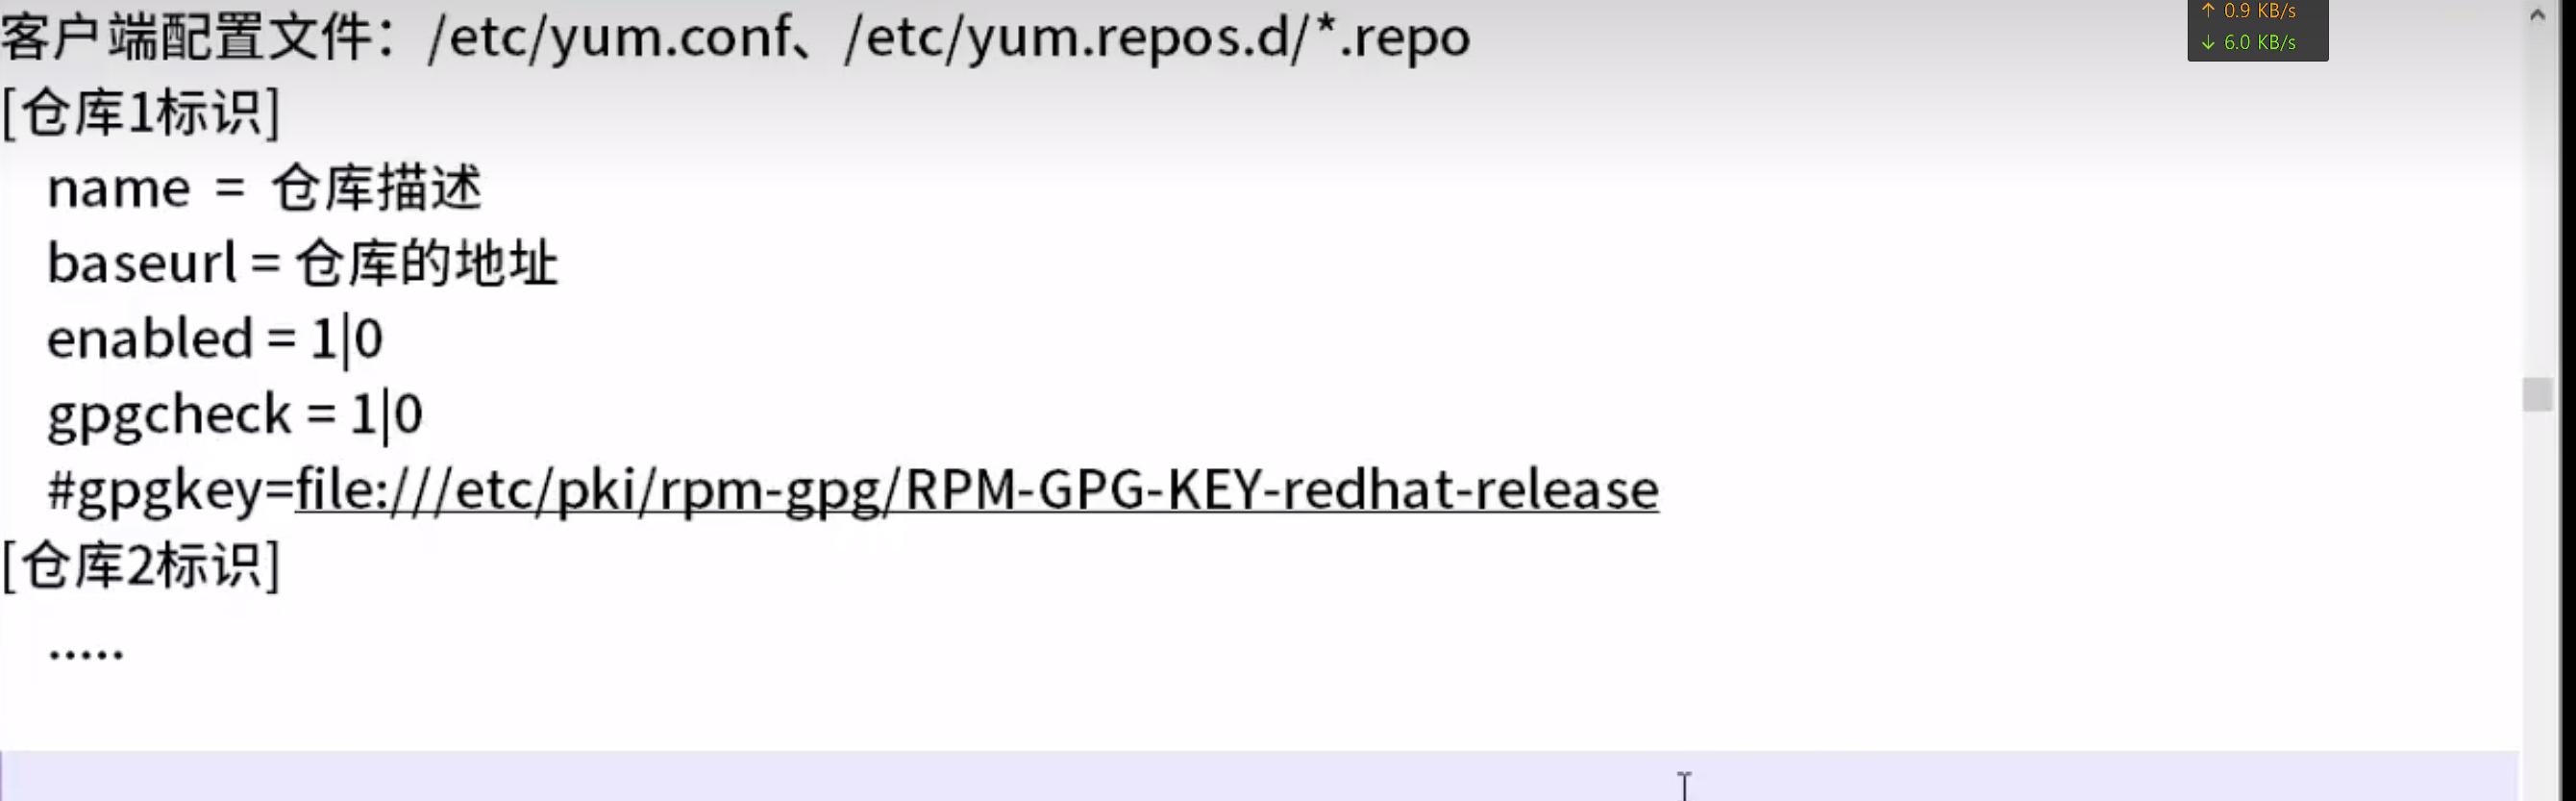 客户端配置文件：/etc/yum.conf、/etc/yum.repos.d/*.repo
↑ 0.9 KB/s
↓ 6.0 KB/s
[仓库1标识]
name = 仓库描述
baseurl = 仓库的地址
enabled = 1|0
gpgcheck = 1|0
#gpgkey=file:///etc/pki/rpm-gpg/RPM-GPG-KEY-redhat-release
[仓库2标识]
.....